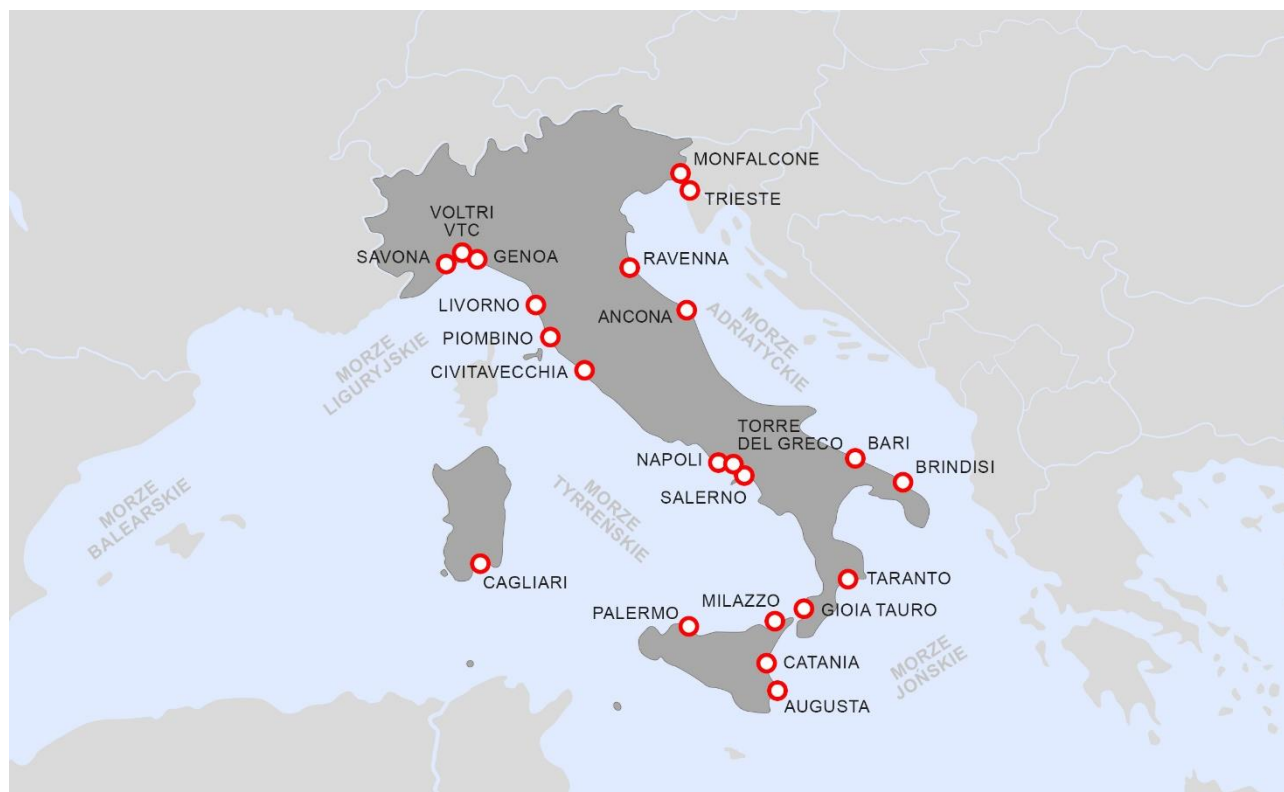 MONFALCONE
TRIESTE
VOLTRI
VTC
SAVONA
GENOA
RAVENNA
LIVORNO
ANCONA
PIOMBINO
CIVITAVECCHIA
MORZE
LIGURYJSKIE
MORZE
ADRIATYCKIE
TORRE
DEL GRECO
BARI
NAPOLI
BRINDISI
SALERNO
MORZE
BALEARSKIE
MORZE
TYRREŃSKIE
CAGLIARI
TARANTO
MILAZZO
GIOIA TAURO
PALERMO
CATANIA
MORZE
JOŃSKIE
AUGUSTA